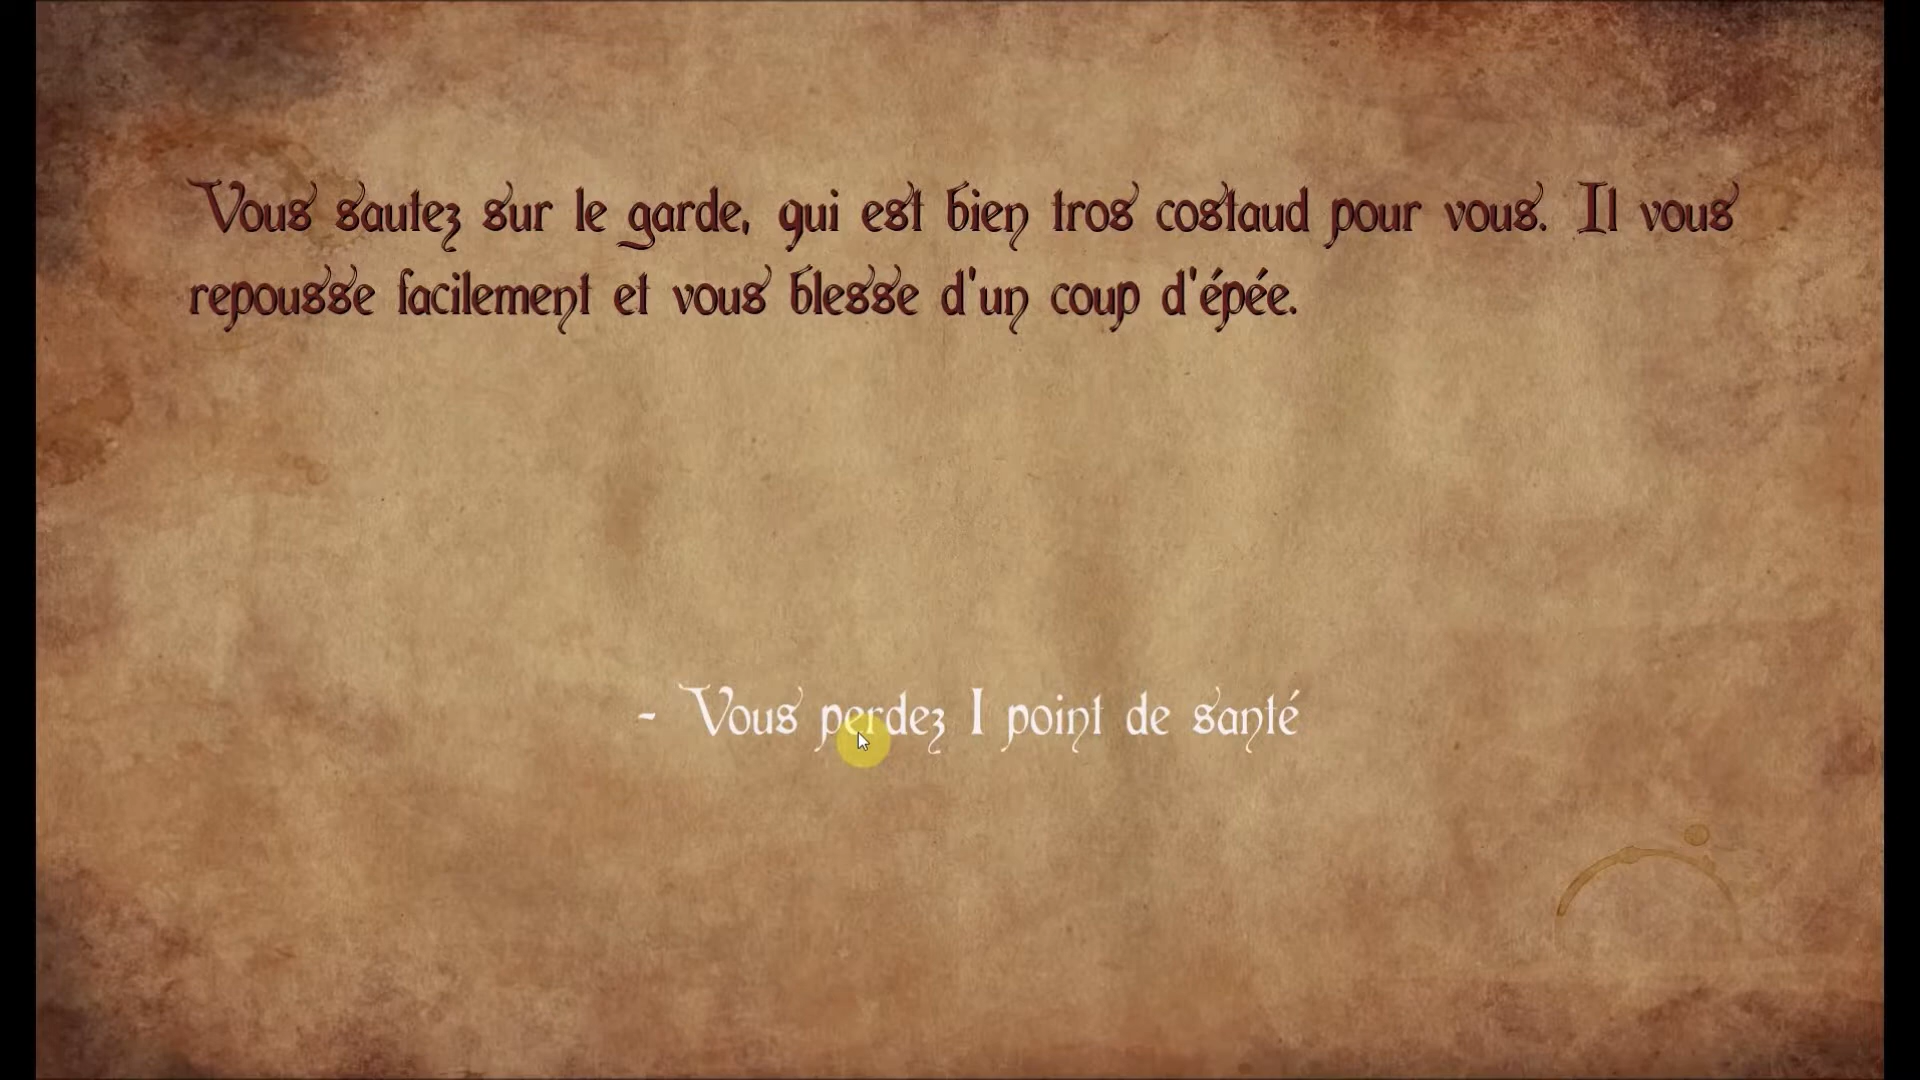 Vous sautez sur le garde, qui est bien tros costaud pour vous. Il vous
repousse facilement et vous blesse d'un coup d'épée.
- Vous perdez 1 point de santé